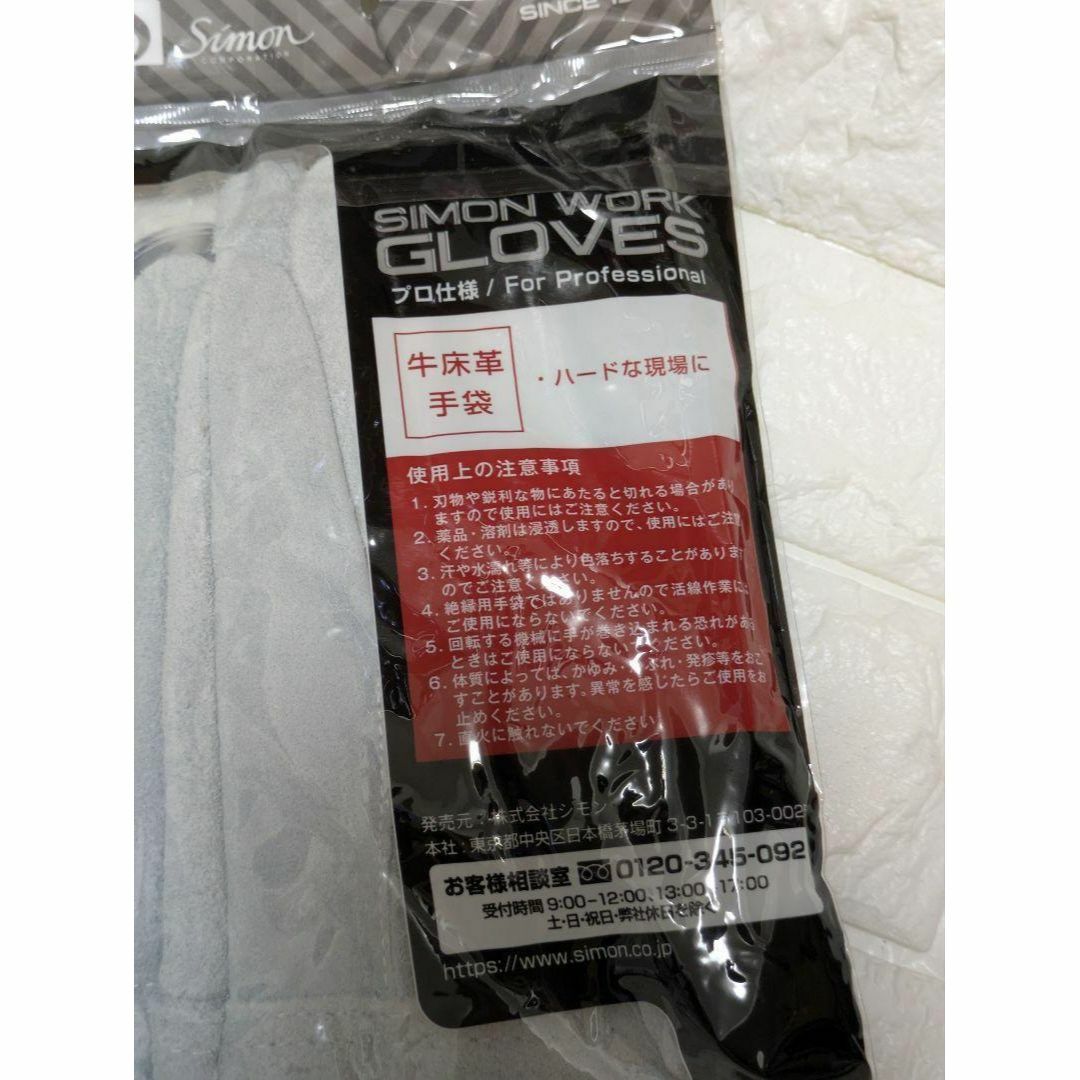 Simon
CORPORATION
SINCE
SIMON WORK
GLOVES
プロ仕様 / For Professional
牛床革
手袋
・ハードな現場に
使用上の注意事項
1. 刃物や鋭利な物にあたると切れる場合があり
ますので使用にはご注意ください。
2. 薬品・溶剤は浸透しますので、使用にはご注意
ください。
3. 汗や水濡れ等により色落ちすることがあります
のでご注意ください。
4. 絶縁用手袋ではありませんので活線作業に
ご使用にならないでください。
5. 回転する機械に手が巻き込まれる恐れがある
ときはご使用にならないでください。
6. 体質によっては、かゆみ・かぶれ・発疹等をおこ
すことがあります。異常を感じたらご使用をお
止めください。
7. 直火に触れないでください。
発売元：株式会社シモン
本社：東京都中央区日本橋茅場町 3-3-1 〒103-002
お客様相談室 0120-345-092
受付時間 9:00-12:00、13:00-17:00
土・日・祝日・弊社休日を除く
https://www.simon.co.jp